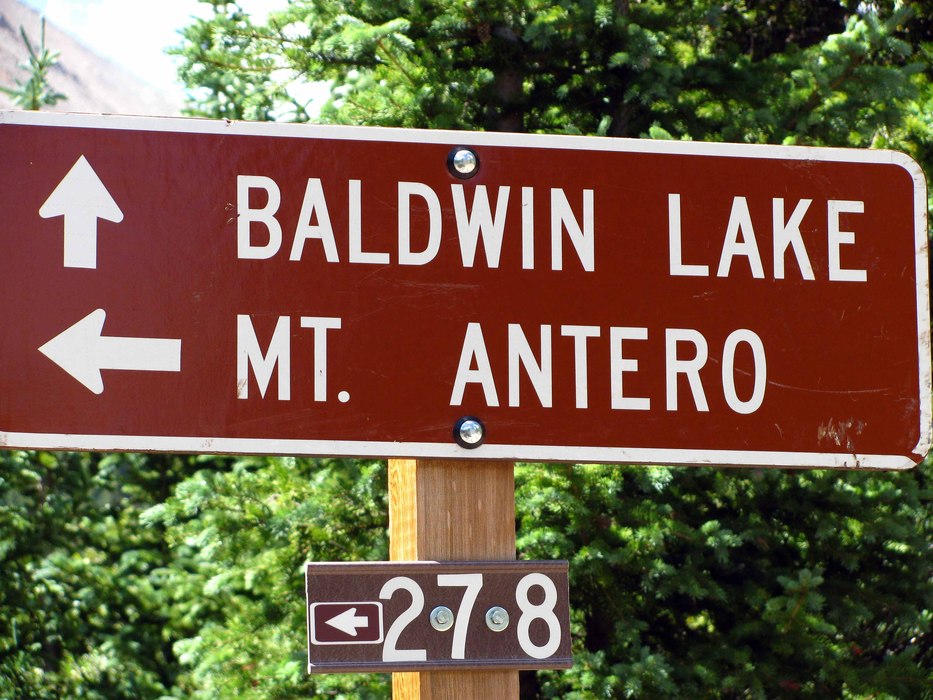 BALDWIN LAKE
MT. ANTERO
278